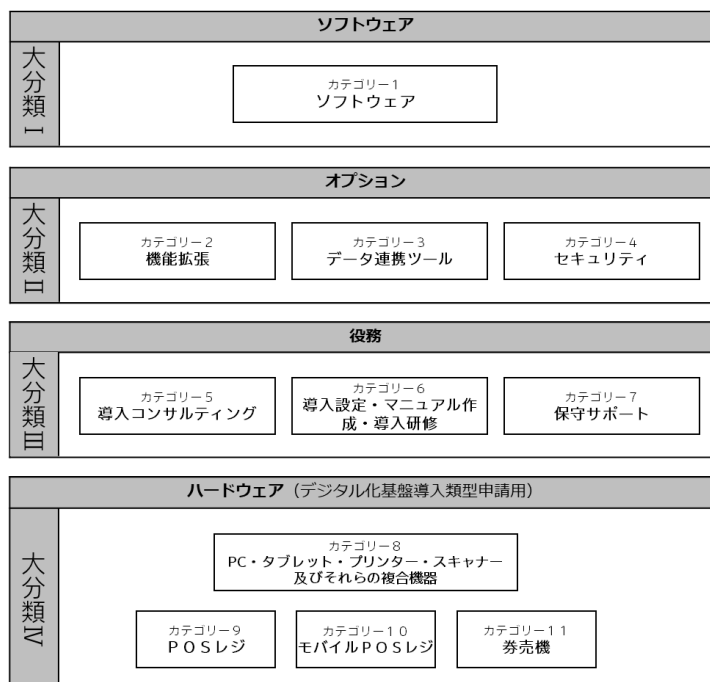 ソフトウェア
大分類Ⅰ
カテゴリー1
ソフトウェア
オプション
大分類Ⅱ
カテゴリー2
機能拡張
カテゴリー3
データ連携ツール
カテゴリー4
セキュリティ
役務
大分類Ⅲ
カテゴリー5
導入コンサルティング
カテゴリー6
導入設定・マニュアル作
成・導入研修
カテゴリー7
保守サポート
ハードウェア（デジタル化基盤導入類型申請用）
大分類Ⅳ
カテゴリー8
PC・タブレット・プリンター・スキャナー
及びそれらの複合機器
カテゴリー9
POSレジ
カテゴリー10
モバイルPOSレジ
カテゴリー11
券売機